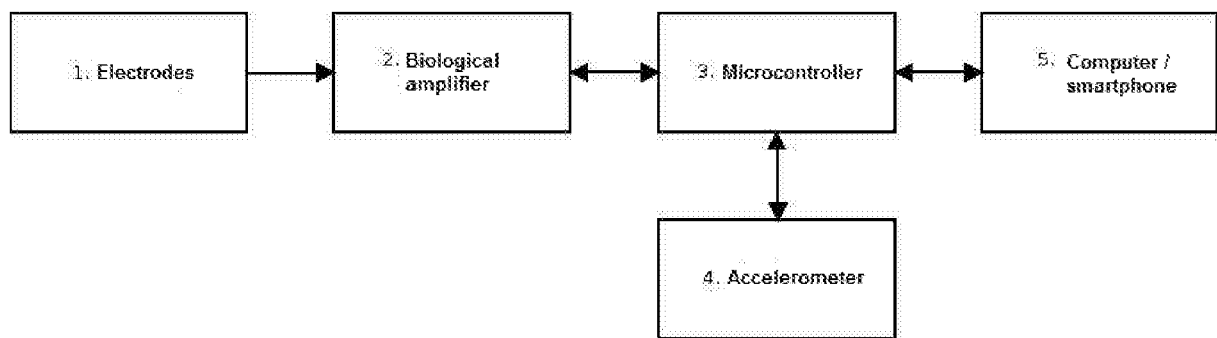 1. Electrodes
2. Biological
amplifier
3. Microcontroller
5. Computer /
smartphone
4. Accelerometer